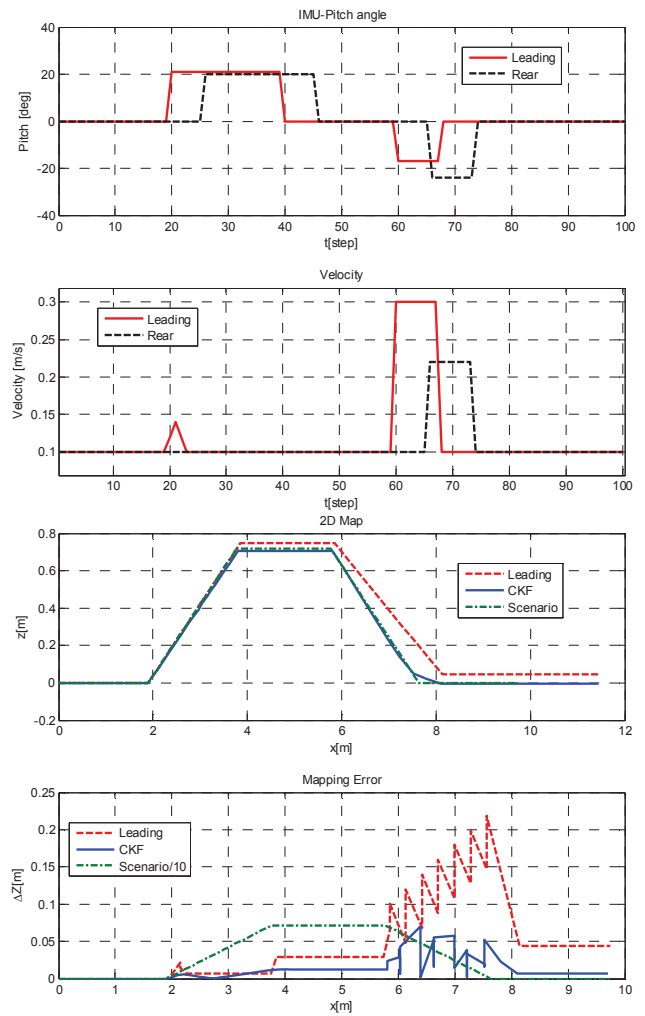 IMU-Pitch angle
Pitch [deg]
40
20
0
-20
-40
Leading
Rear
0 10 20 30 40 50 60 70 80 90 100
t[step]
Velocity
Velocity [m/s]
0.3
0.25
0.2
0.15
0.1
Leading
Rear
10 20 30 40 50 60 70 80 90 100
t[step]
2D Map
z[m]
0.8
0.6
0.4
0.2
0
-0.2
Leading
CKF
Scenario
0 2 4 6 8 10 12
x[m]
Mapping Error
ΔZ[m]
0.25
0.2
0.15
0.1
0.05
0
Leading
CKF
Scenario/10
0 1 2 3 4 5 6 7 8 9 10
x[m]